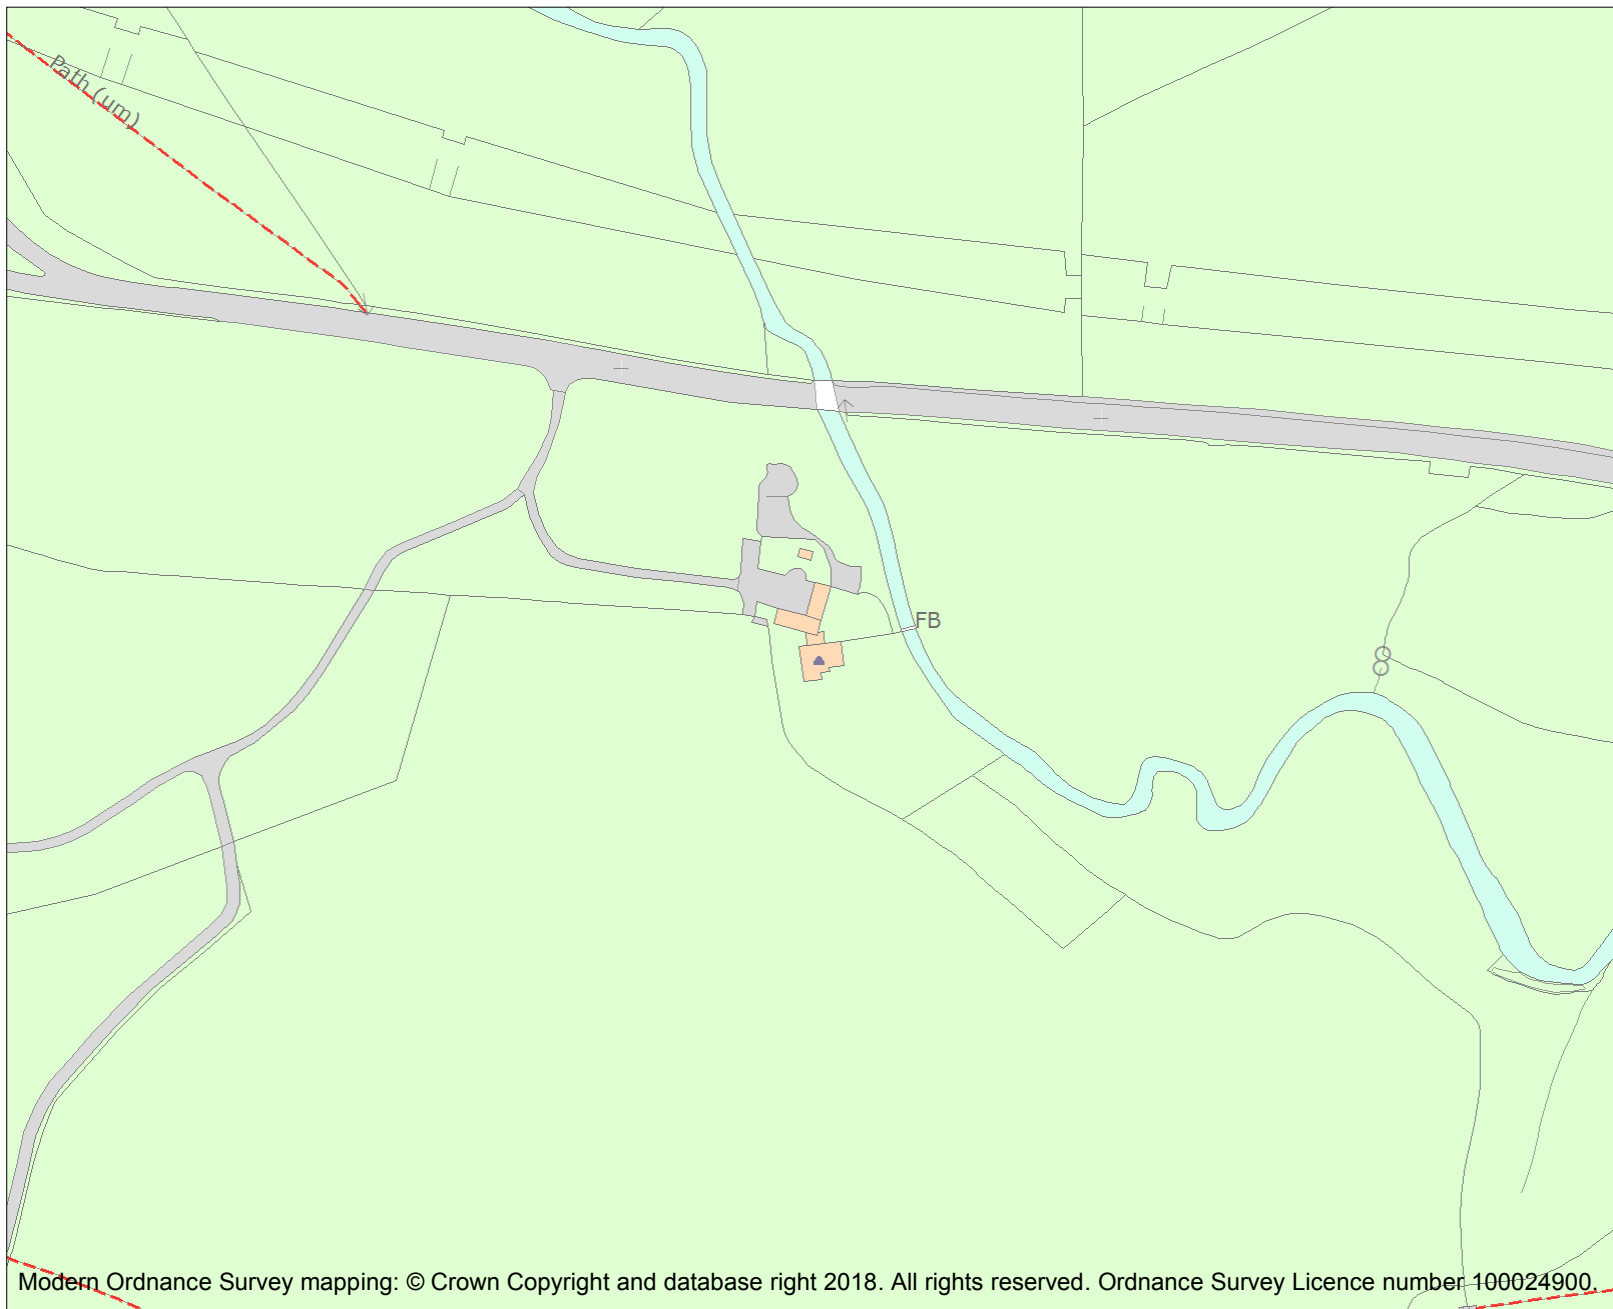 Path (um)
FB
Modern Ordnance Survey mapping: © Crown Copyright and database right 2018. All rights reserved. Ordnance Survey Licence number 100024900.